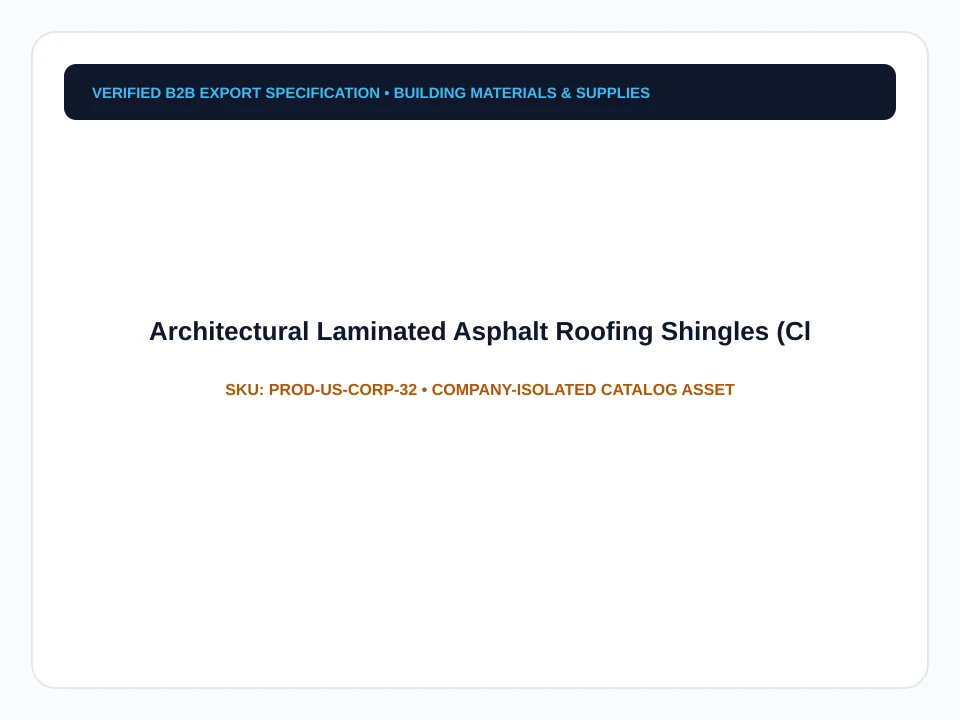 VERIFIED B2B EXPORT SPECIFICATION • BUILDING MATERIALS & SUPPLIES
Architectural Laminated Asphalt Roofing Shingles (Cl
SKU: PROD-US-CORP-32 • COMPANY-ISOLATED CATALOG ASSET